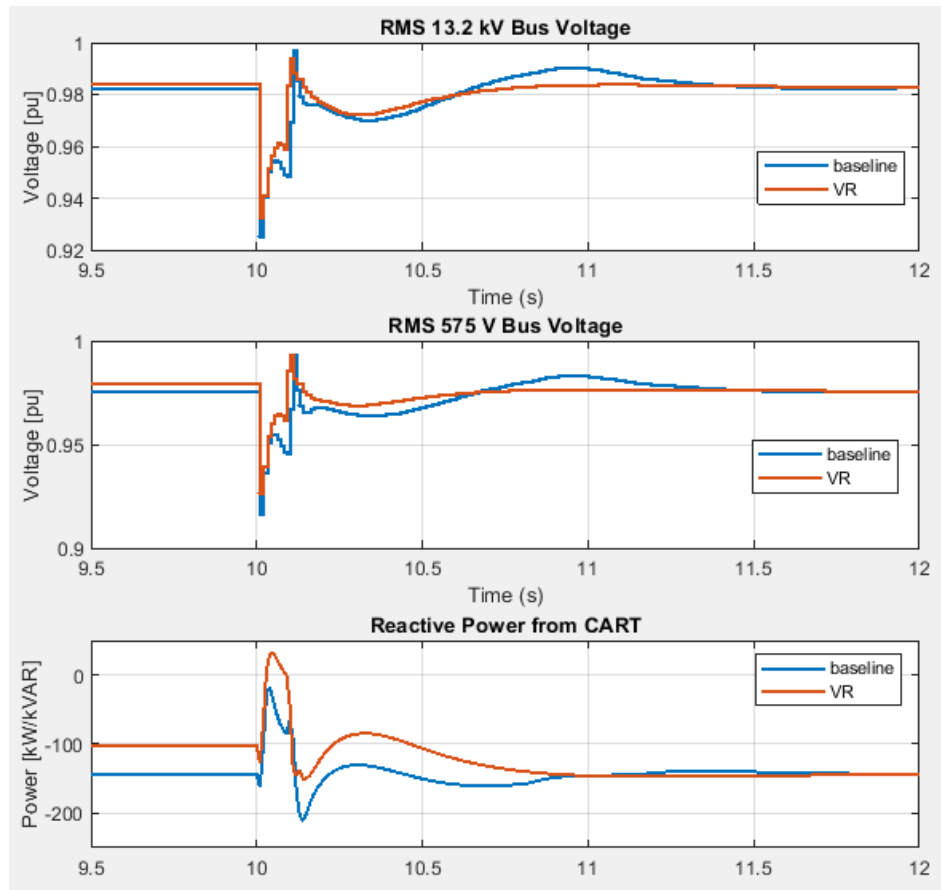 RMS 13.2 kV Bus Voltage
Voltage [pu]
1
0.98
0.96
0.94
0.92
9.5 10 10.5 11 11.5 12
Time (s)
baseline
VR
RMS 575 V Bus Voltage
Voltage [pu]
1
0.95
0.9
9.5 10 10.5 11 11.5 12
Time (s)
baseline
VR
Reactive Power from CART
Power [kW/kVAR]
0
-100
-200
9.5 10 10.5 11 11.5 12
baseline
VR